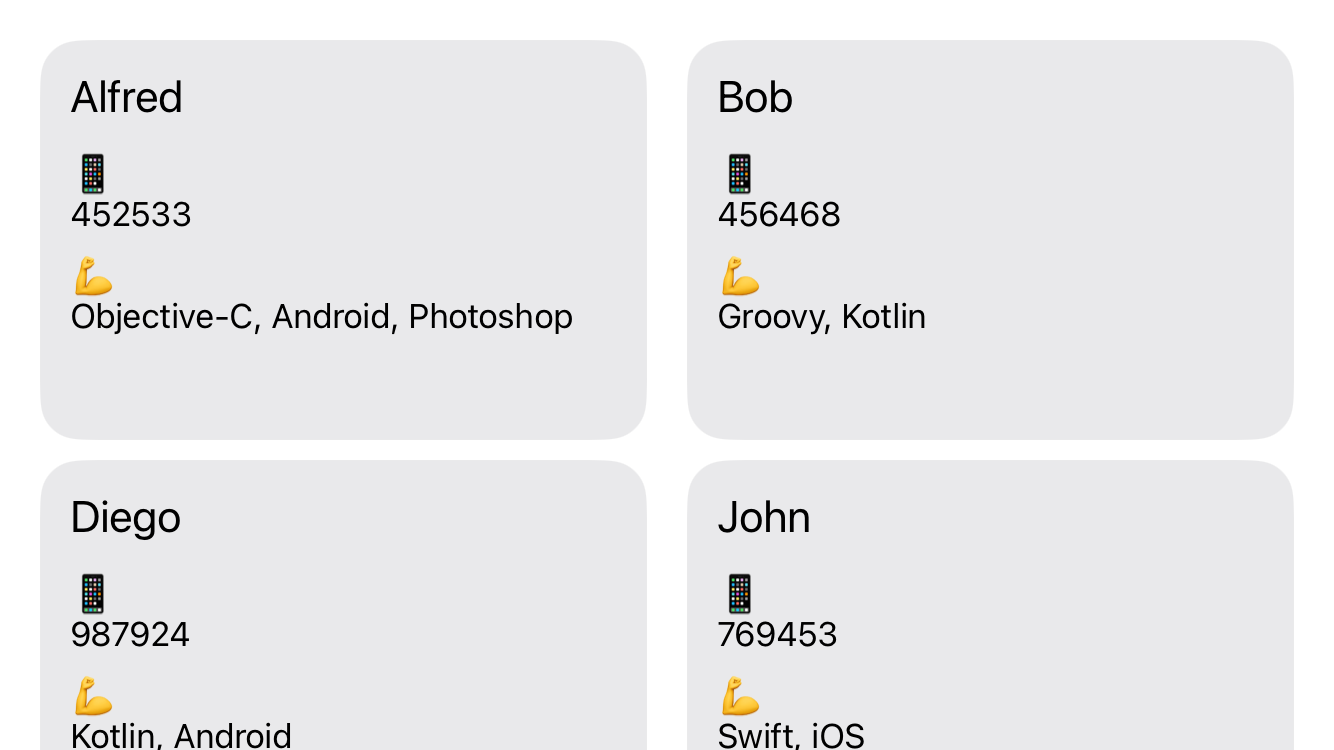 Alfred
📱
452533
💪
Objective-C, Android, Photoshop
Bob
📱
456468
💪
Groovy, Kotlin
Diego
📱
987924
💪
Kotlin, Android
John
📱
769453
💪
Swift, iOS